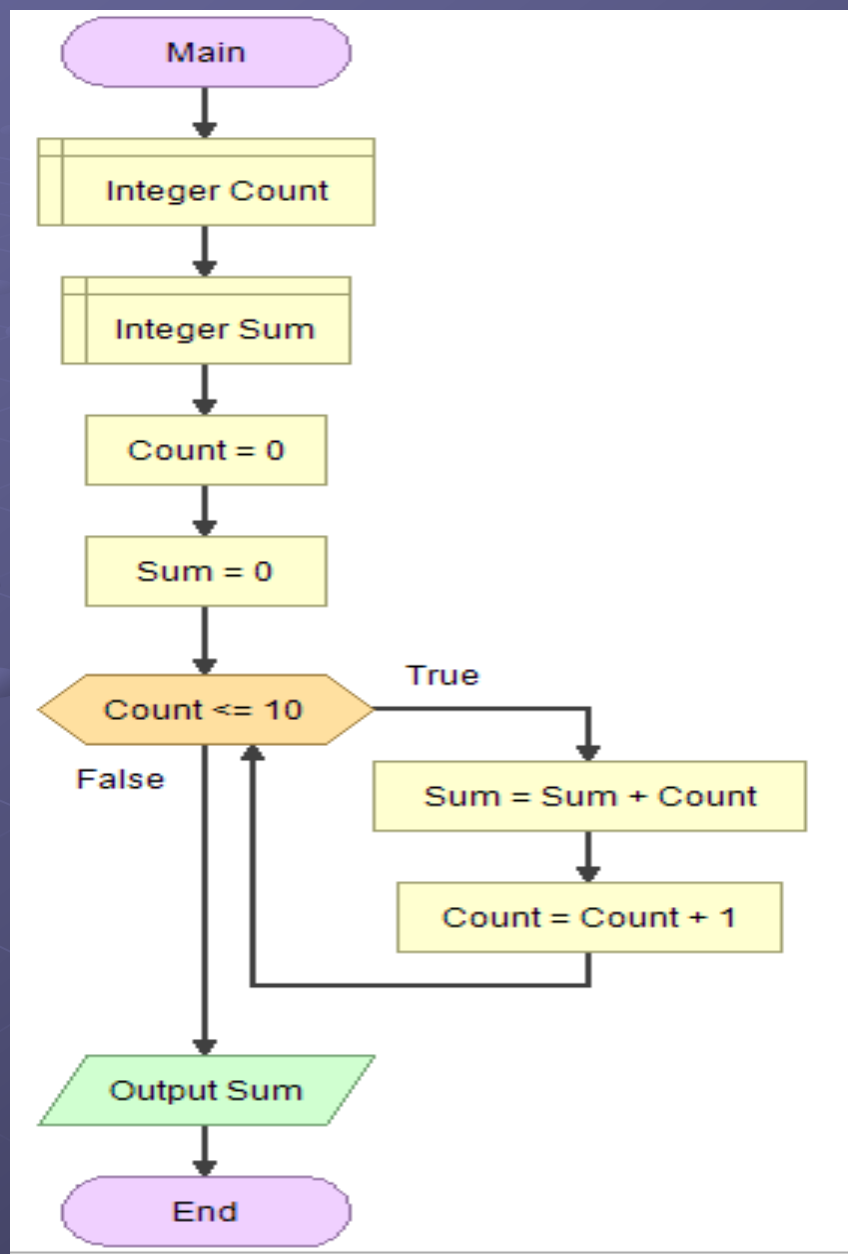 Main
Integer Count
Integer Sum
Count = 0
Sum = 0
Count <= 10
True
False
Sum = Sum + Count
Count = Count + 1
Output Sum
End